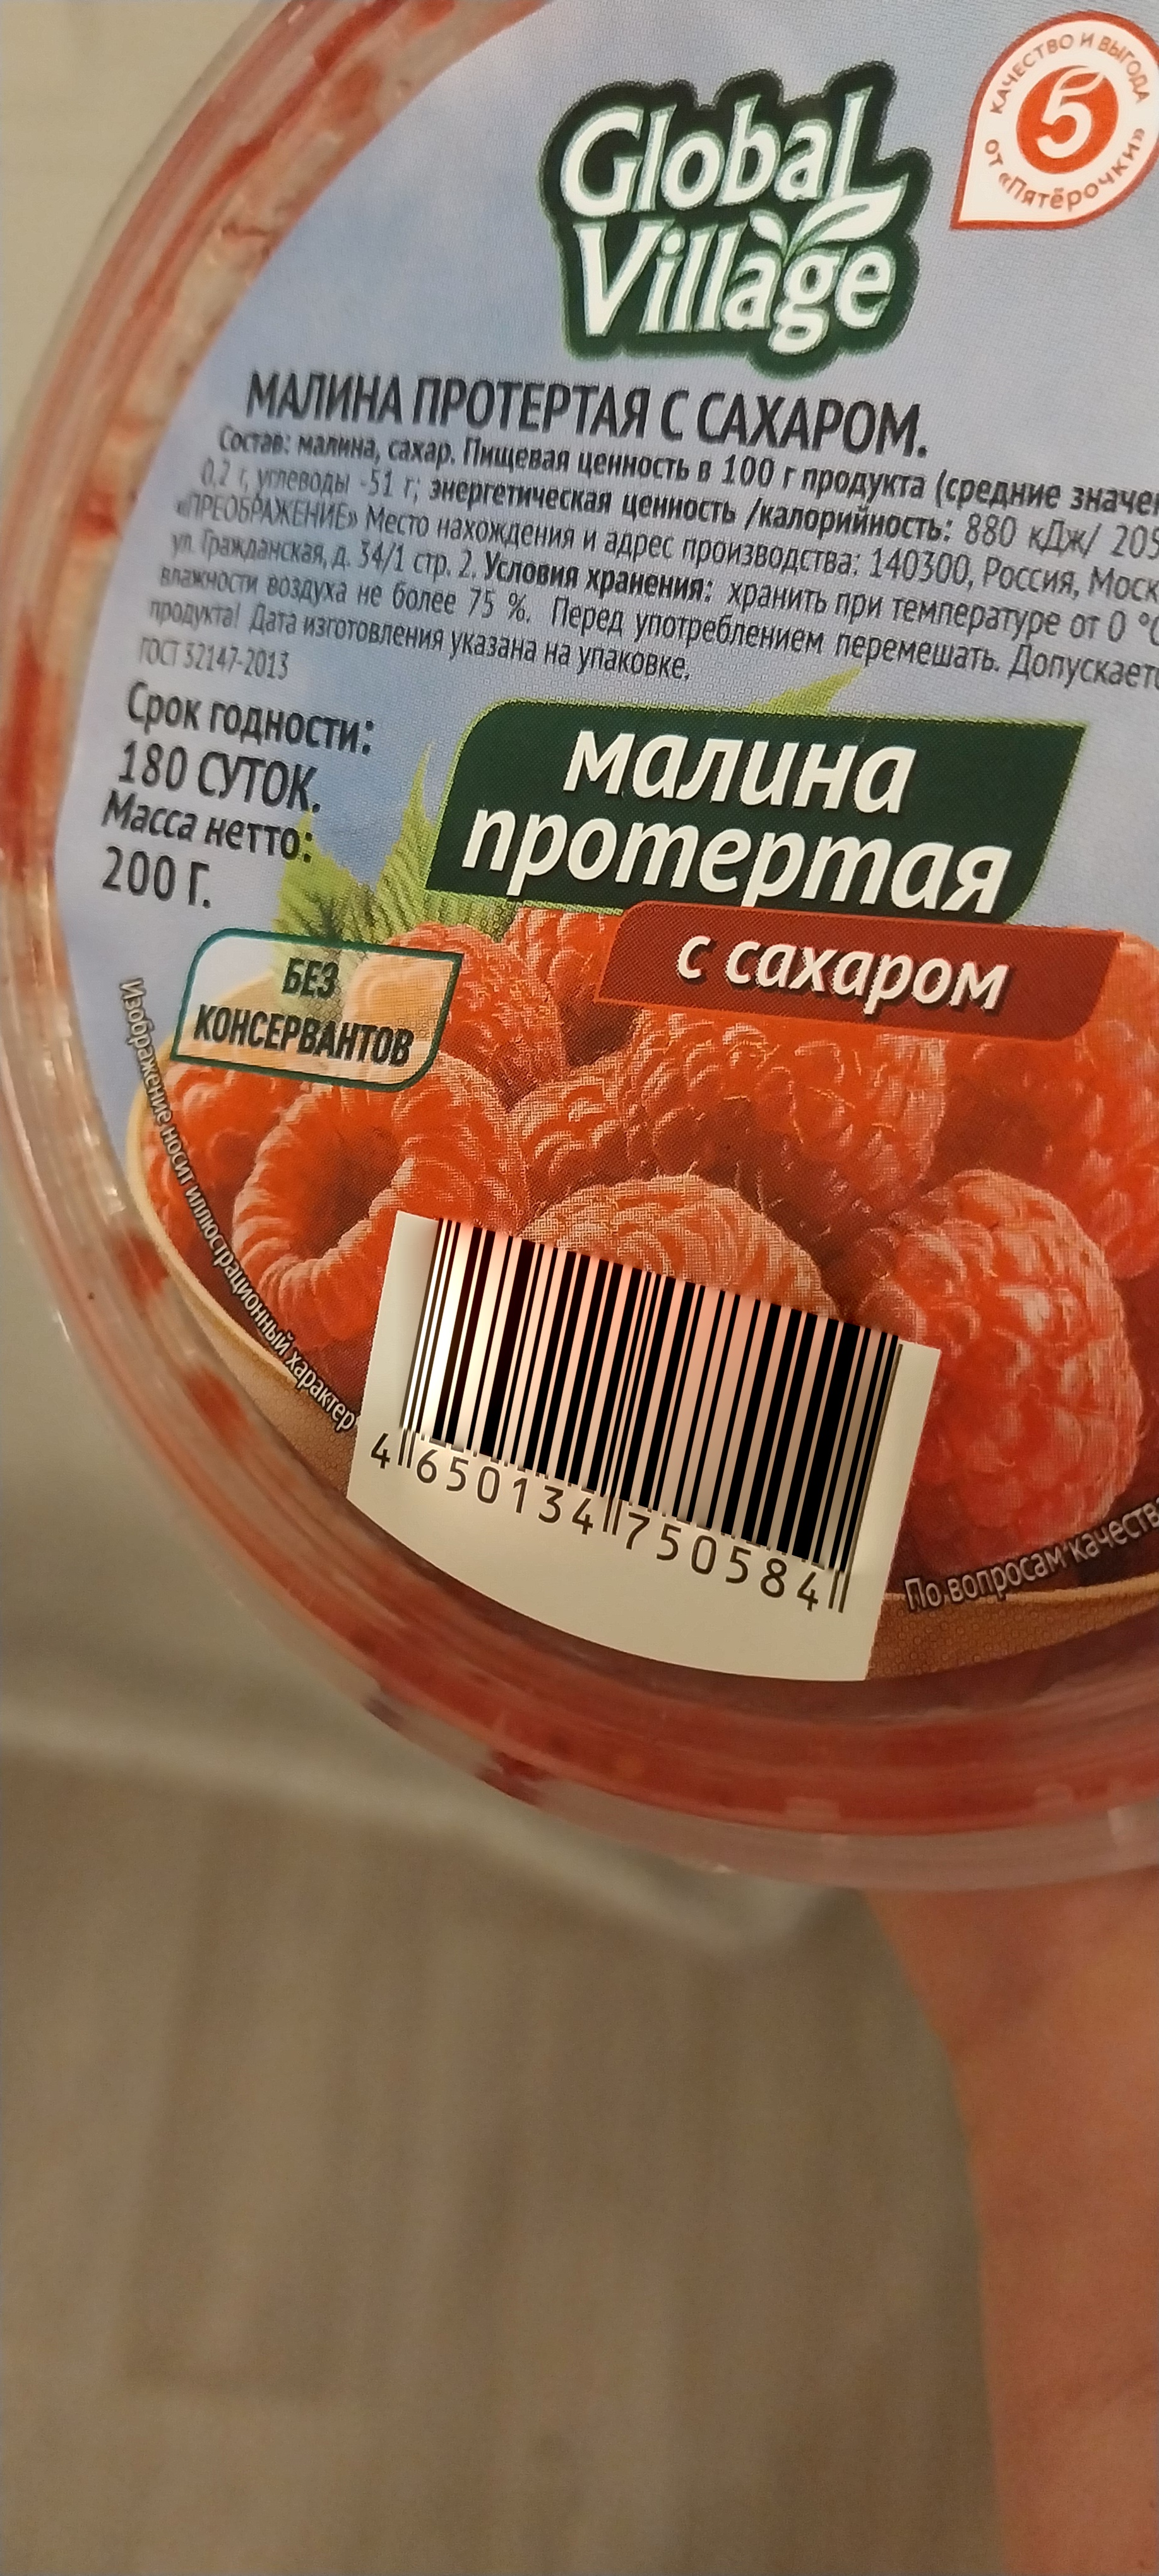 КАЧЕСТВО И ВЫГОДА
5
ОТ «Пятёрочки»
Global
Village
МАЛИНА ПРОТЕРТАЯ С САХАРОМ.
Состав: малина, сахар. Пищевая ценность в 100 г продукта (средние
0,2 г, углеводы -51 г; энергетическая ценность /калорийность: 880 кДж/ 205
«ПРЕОБРАЖЕНИЕ» Место нахождения и адрес производства: 140300, Россия,
ул. Гражданская, д. 34/1 стр. 2. Условия хранения: хранить при температуре от 0
влажности воздуха не более 75 %. Перед употреблением перемешать.
продукта! Дата изготовления указана на упаковке.
ГОСТ 32147-2013
Срок годности:
180 СУТОК.
Масса нетто:
200 Г.
малина
протертая
с сахаром
БЕЗ
КОНСЕРВАНТОВ
Изображение носит иллюстрационный характер
4 650134 750584
По вопросам качества